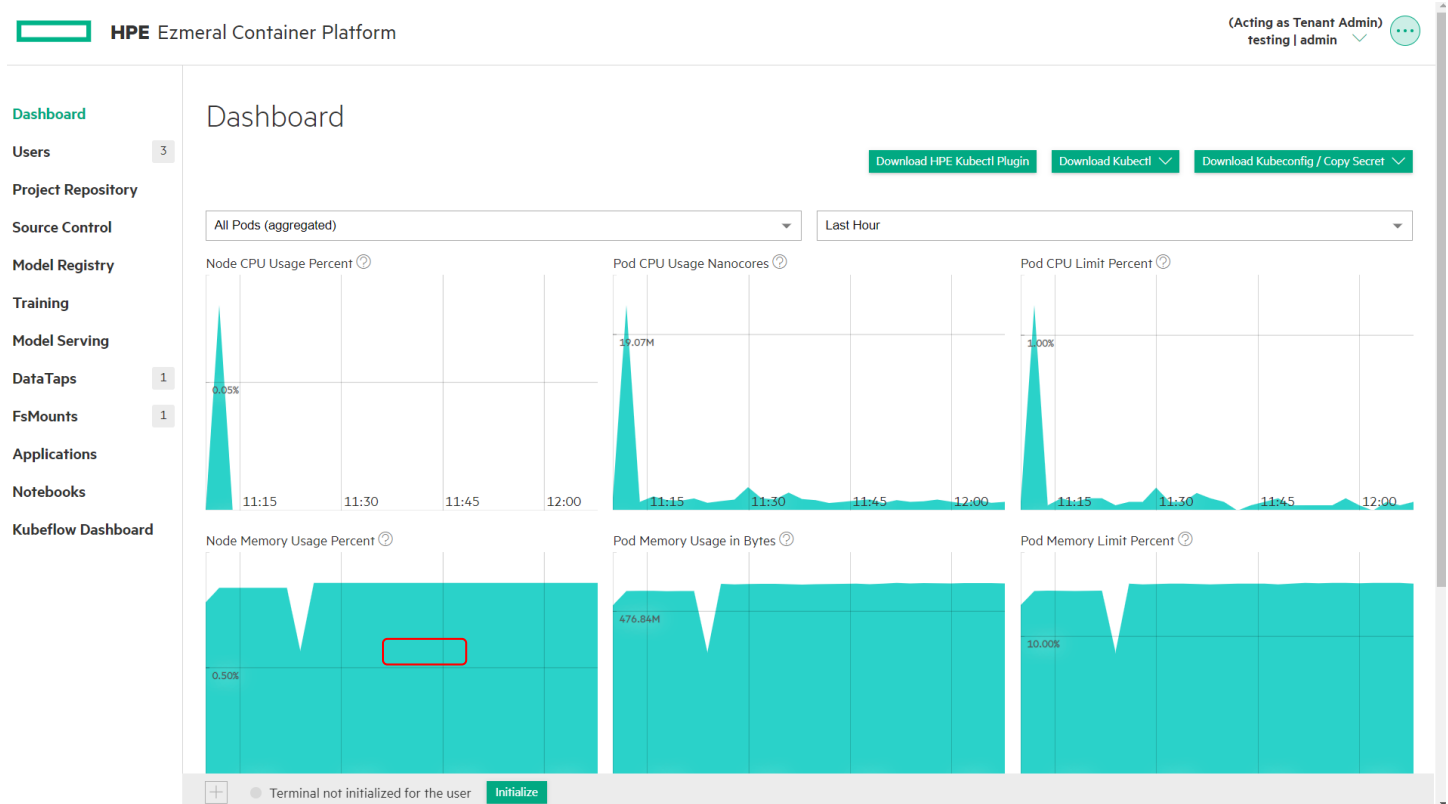 HPE Ezmeral Container Platform
(Acting as Tenant Admin)
testing | admin
Dashboard
Users 3
Project Repository
Source Control
Model Registry
Training
Model Serving
DataTaps 1
FsMounts 1
Applications
Notebooks
Kubeflow Dashboard
Dashboard
Download HPE Kubectl Plugin
Download Kubectl
Download Kubeconfig / Copy Secret
All Pods (aggregated)
Last Hour
Node CPU Usage Percent ?
0.05%
11:15 11:30 11:45 12:00
Pod CPU Usage Nanocores ?
19.07M
11:15 11:30 11:45 12:00
Pod CPU Limit Percent ?
1.00%
11:15 11:30 11:45 12:00
Node Memory Usage Percent ?
0.50%
Pod Memory Usage in Bytes ?
476.84M
Pod Memory Limit Percent ?
10.00%
Terminal not initialized for the user
Initialize